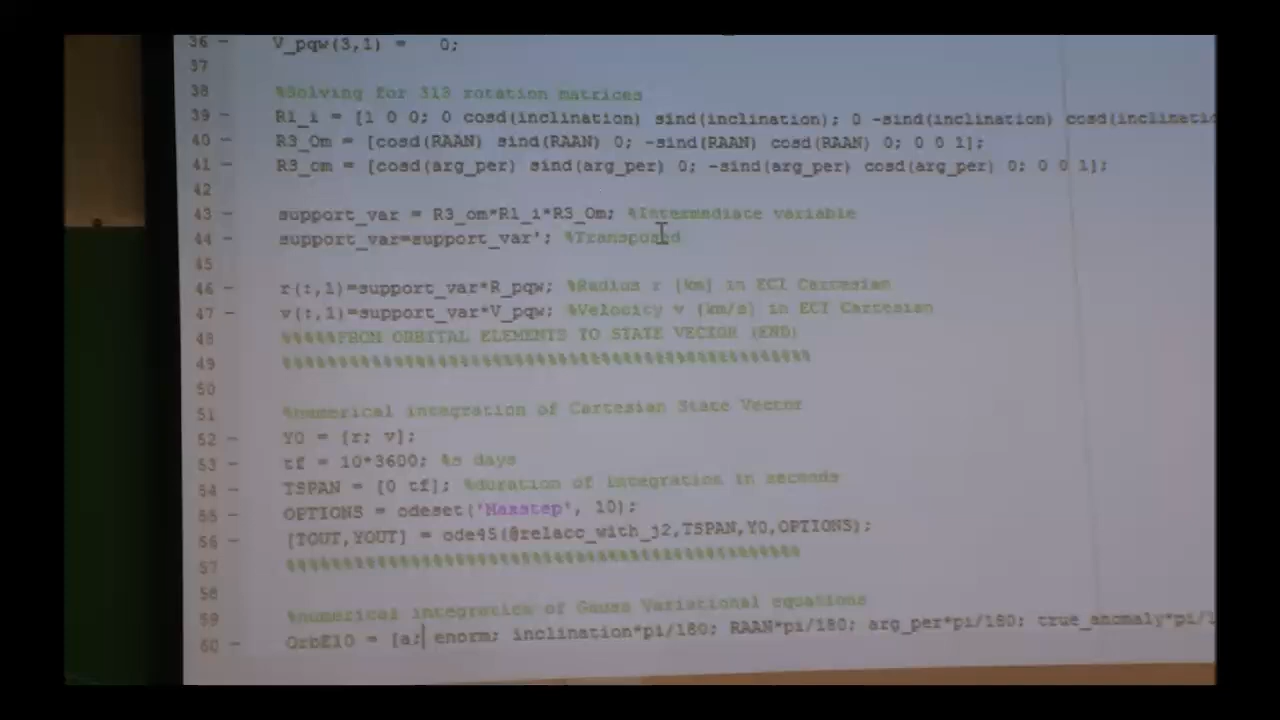 36 - V_pqw(3,1) = 0;
37
38 %Solving for 313 rotation matrices
39 - R1_i = [1 0 0; 0 cosd(inclination) sind(inclination); 0 -sind(inclination) cosd(inclinatio
40 - R3_Om = [cosd(RAAN) sind(RAAN) 0; -sind(RAAN) cosd(RAAN) 0; 0 0 1];
41 - R3_om = [cosd(arg_per) sind(arg_per) 0; -sind(arg_per) cosd(arg_per) 0; 0 0 1];
42
43 - support_var = R3_om*R1_i*R3_Om; %Intermediate variable
44 - support_var=support_var'; %Transposed
45
46 - r(:,1)=support_var*R_pqw; %Radius r [km] in ECI Cartesian
47 - v(:,1)=support_var*V_pqw; %Velocity v [km/s] in ECI Cartesian
48 %%%%%FROM ORBITAL ELEMENTS TO STATE VECTOR (END)
49 %%%%%%%%%%%%%%%%%%%%%%%%%%%%%%%%%%%%%%%%%%%%%%%
50
51 %numerical integration of Cartesian State Vector
52 - Y0 = [r; v];
53 - tf = 10*3600; %s days
54 - TSPAN = [0 tf]; %duration of integration in seconds
55 - OPTIONS = odeset('Maxstep', 10);
56 - [TOUT,YOUT] = ode45(@relacc_with_j2,TSPAN,Y0,OPTIONS);
57 %%%%%%%%%%%%%%%%%%%%%%%%%%%%%%%%%%%%%%%%%%%%%%
58
59 %numerical integratics of Gauss Variational equations
60 - OrbEl0 = [a; enorm; inclination*pi/180; RAAN*pi/180; arg_per*pi/180; true_anomaly*pi/1